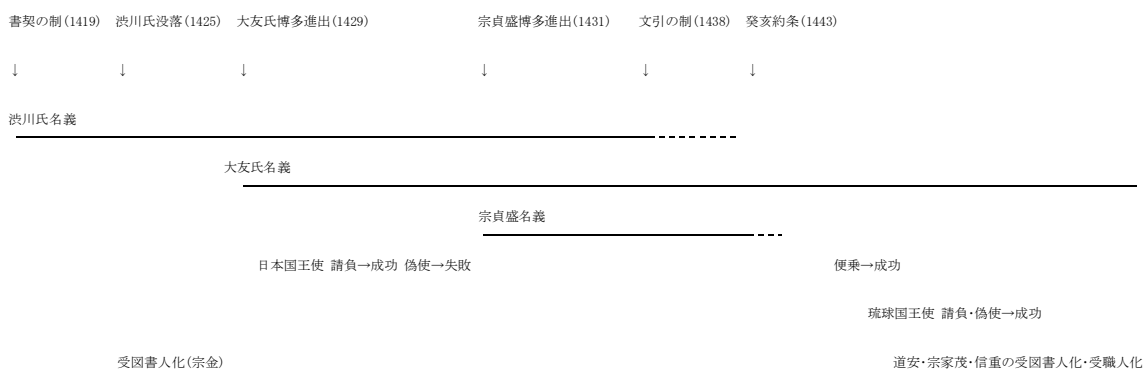 書契の制(1419) 渋川氏没落(1425) 大友氏博多進出(1429) 宗貞盛博多進出(1431) 文引の制(1438) 癸亥約条(1443)
↓ ↓ ↓ ↓ ↓ ↓
渋川氏名義
大友氏名義
宗貞盛名義
日本国王使 請負→成功 偽使→失敗 便乗→成功
琉球国王使 請負・偽使→成功
受図書人化(宗金) 道安・宗家茂・信重の受図書人化・受職人化